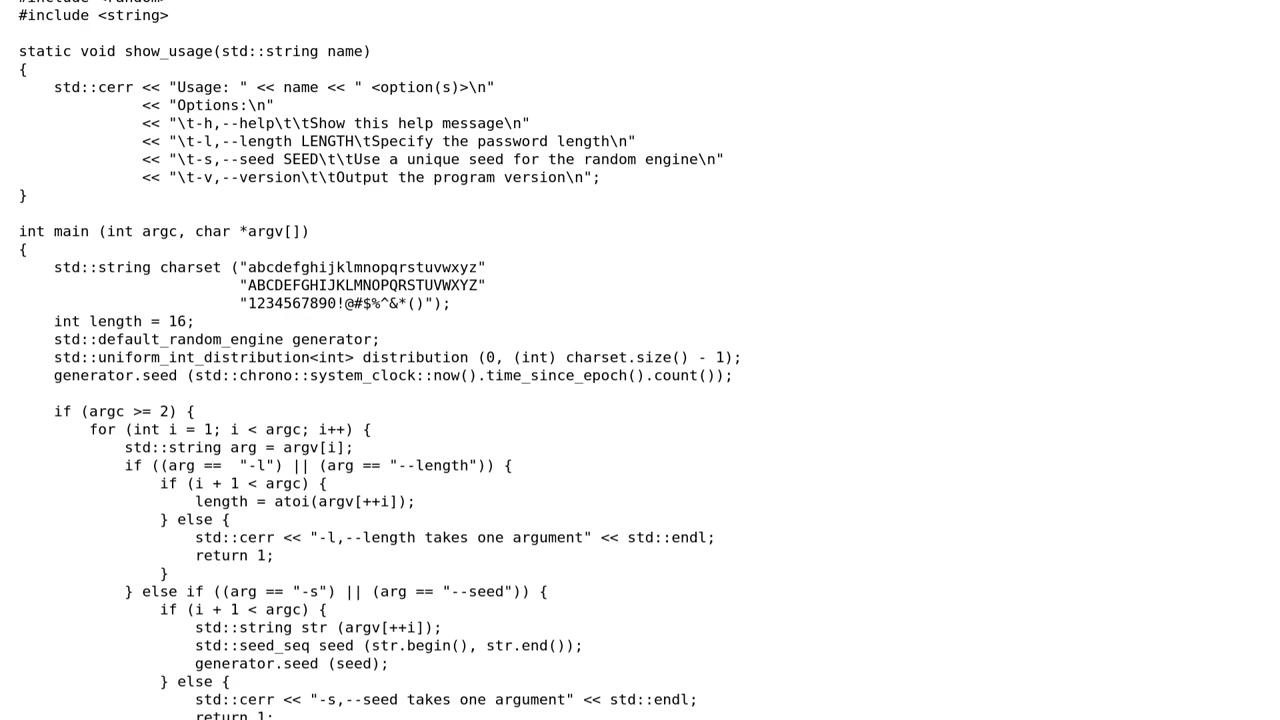 #include <random>
#include <string>

static void show_usage(std::string name)
{
    std::cerr << "Usage: " << name << " <option(s)>\n"
              << "Options:\n"
              << "\t-h,--help\t\tShow this help message\n"
              << "\t-l,--length LENGTH\tSpecify the password length\n"
              << "\t-s,--seed SEED\t\tUse a unique seed for the random engine\n"
              << "\t-v,--version\t\tOutput the program version\n";
}

int main (int argc, char *argv[])
{
    std::string charset ("abcdefghijklmnopqrstuvwxyz"
                         "ABCDEFGHIJKLMNOPQRSTUVWXYZ"
                         "1234567890!@#$%^&*()");
    int length = 16;
    std::default_random_engine generator;
    std::uniform_int_distribution<int> distribution (0, (int) charset.size() - 1);
    generator.seed (std::chrono::system_clock::now().time_since_epoch().count());

    if (argc >= 2) {
        for (int i = 1; i < argc; i++) {
            std::string arg = argv[i];
            if ((arg ==  "-l") || (arg == "--length")) {
                if (i + 1 < argc) {
                    length = atoi(argv[++i]);
                } else {
                    std::cerr << "-l,--length takes one argument" << std::endl;
                    return 1;
                }
            } else if ((arg == "-s") || (arg == "--seed")) {
                if (i + 1 < argc) {
                    std::string str (argv[++i]);
                    std::seed_seq seed (str.begin(), str.end());
                    generator.seed (seed);
                } else {
                    std::cerr << "-s,--seed takes one argument" << std::endl;
                    return 1;